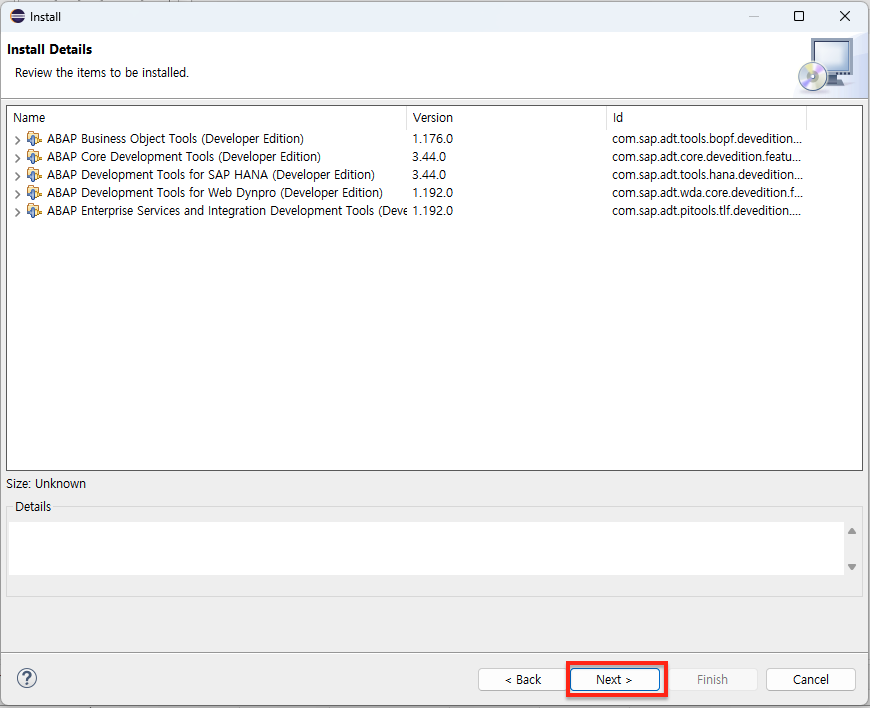 Install
Install Details
Review the items to be installed.
Name Version Id
ABAP Business Object Tools (Developer Edition) 1.176.0 com.sap.adt.tools.bopf.devedition...
ABAP Core Development Tools (Developer Edition) 3.44.0 com.sap.adt.core.devedition.featu...
ABAP Development Tools for SAP HANA (Developer Edition) 3.44.0 com.sap.adt.tools.hana.devedition...
ABAP Development Tools for Web Dynpro (Developer Edition) 1.192.0 com.sap.adt.wda.core.devedition.f...
ABAP Enterprise Services and Integration Development Tools (Deve 1.192.0 com.sap.adt.pitools.tlf.devedition....
Size: Unknown
Details
? < Back Next > Finish Cancel